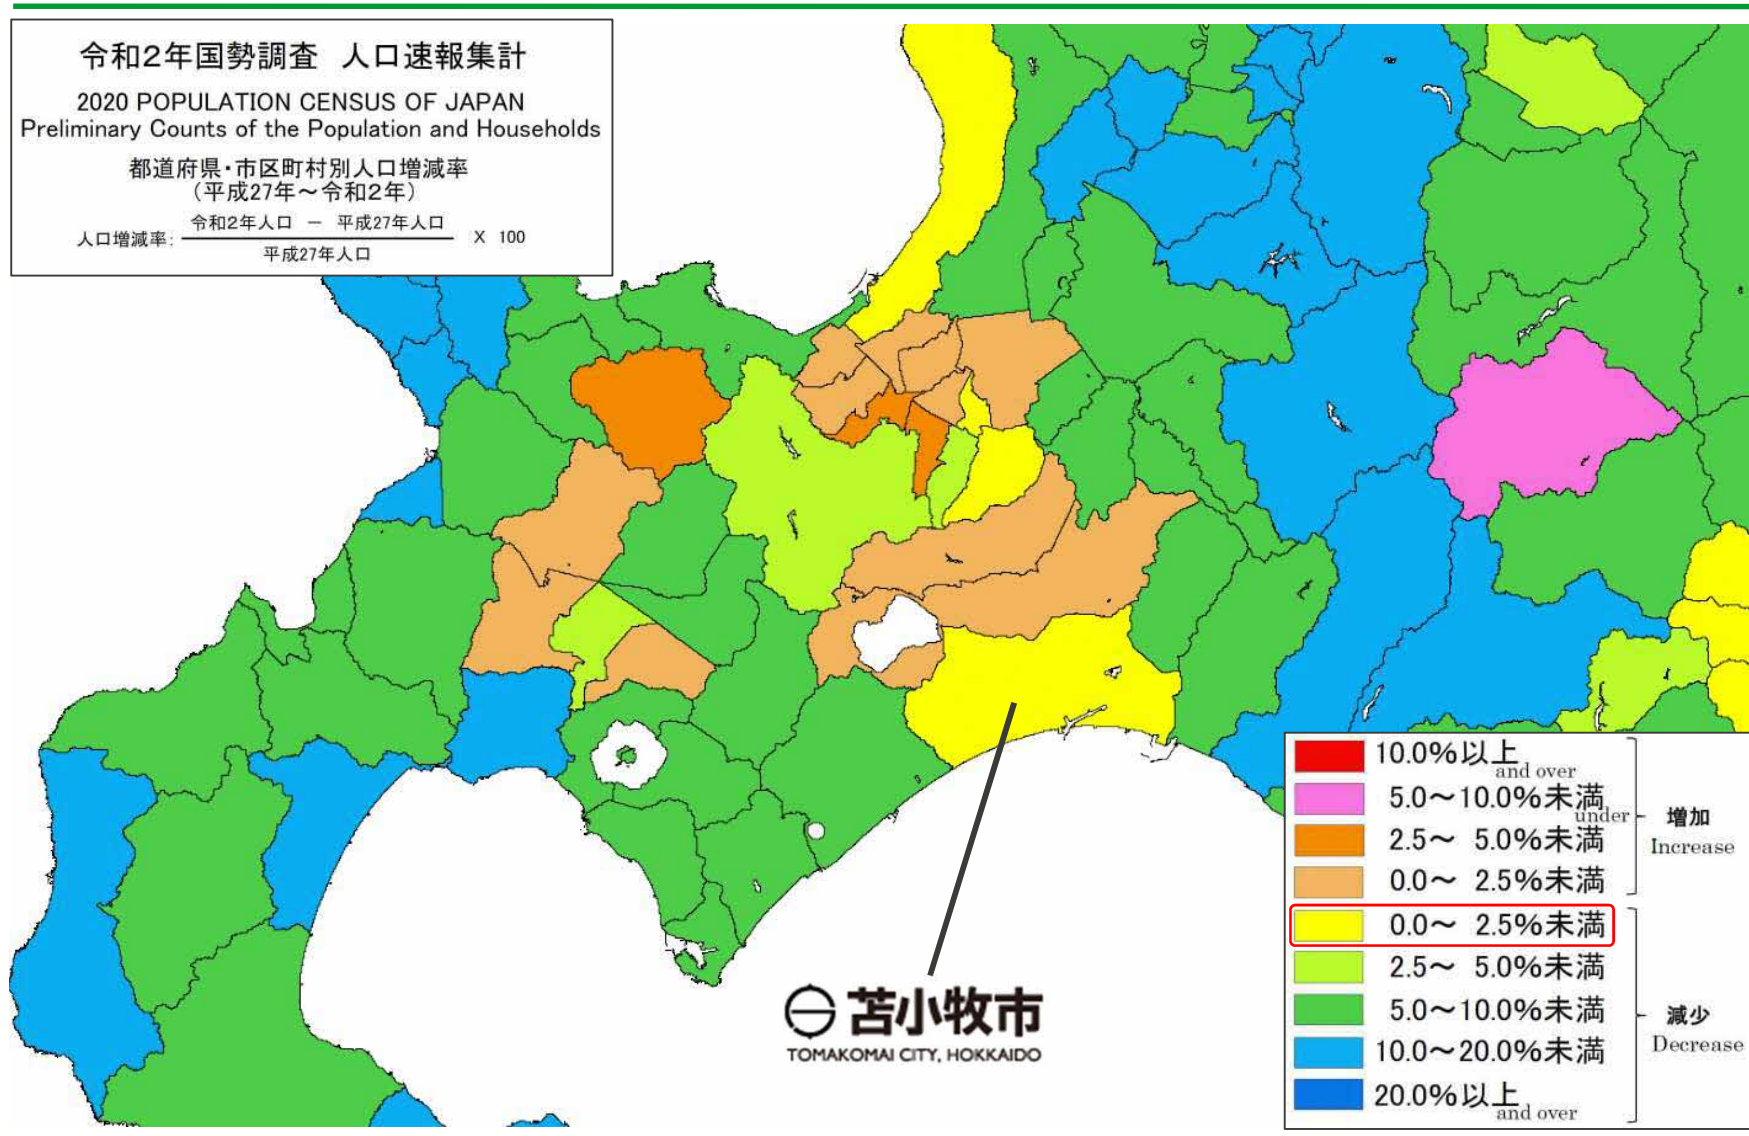 令和2年国勢調査 人口速報集計
2020 POPULATION CENSUS OF JAPAN
Preliminary Counts of the Population and Households
都道府県・市区町村別人口増減率
(平成27年～令和2年)
人口増減率: 令和2年人口 － 平成27年人口 X 100
平成27年人口
10.0%以上 and over
5.0～10.0%未満 under
2.5～ 5.0%未満
0.0～ 2.5%未満
増加
Increase
0.0～ 2.5%未満
2.5～ 5.0%未満
5.0～10.0%未満
10.0～20.0%未満
20.0%以上 and over
減少
Decrease
苫小牧市
TOMAKOMAI CITY, HOKKAIDO